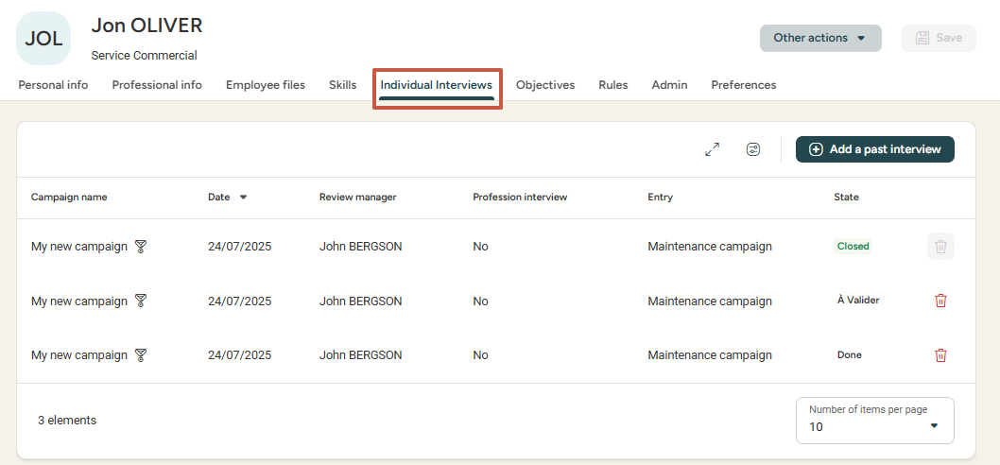 JOL
Jon OLIVER
Service Commercial
Other actions
Save
Personal info Professional info Employee files Skills Individual Interviews Objectives Rules Admin Preferences
Add a past interview
Campaign name Date Review manager Profession interview Entry State
My new campaign 24/07/2025 John BERGSON No Maintenance campaign Closed
My new campaign 24/07/2025 John BERGSON No Maintenance campaign À Valider
My new campaign 24/07/2025 John BERGSON No Maintenance campaign Done
3 elements
Number of items per page
10